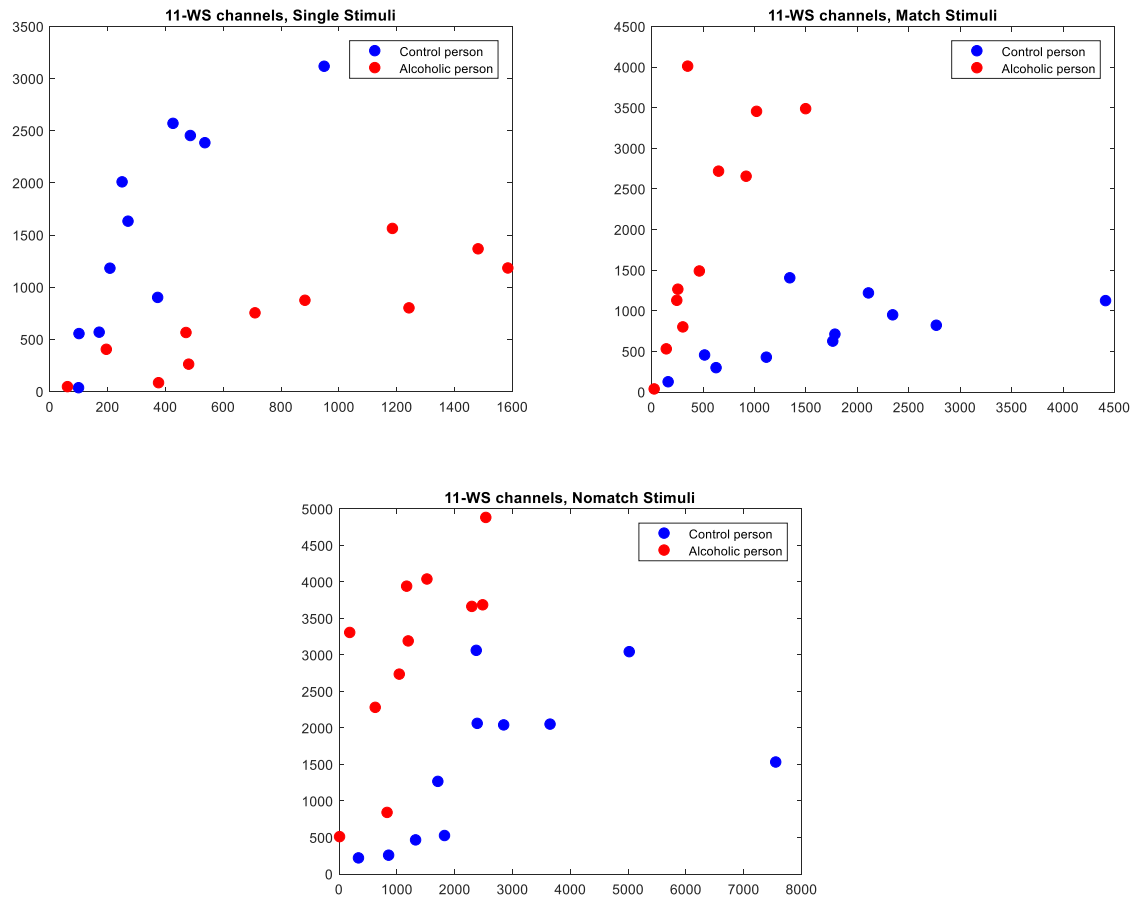 11-WS channels, Single Stimuli
3500
3000
2500
2000
1500
1000
500
0
0 200 400 600 800 1000 1200 1400 1600
Control person
Alcoholic person
11-WS channels, Match Stimuli
4500
4000
3500
3000
2500
2000
1500
1000
500
0
0 500 1000 1500 2000 2500 3000 3500 4000 4500
Control person
Alcoholic person
11-WS channels, Nomatch Stimuli
5000
4500
4000
3500
3000
2500
2000
1500
1000
500
0
0 1000 2000 3000 4000 5000 6000 7000 8000
Control person
Alcoholic person